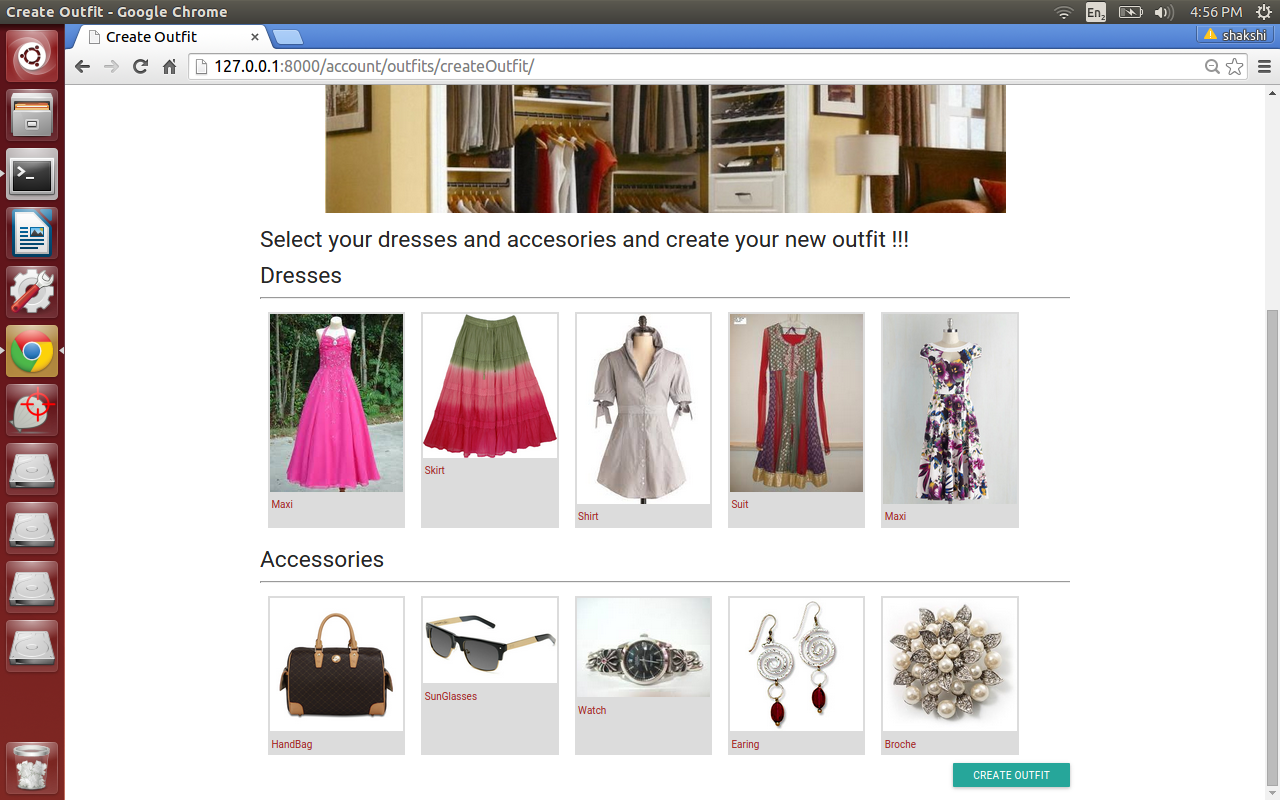 Create Outfit - Google Chrome
En2
4:56 PM
Create Outfit
shakshi
127.0.0.1:8000/account/outfits/createOutfit/
Select your dresses and accesories and create your new outfit !!!
Dresses
Maxi
Skirt
Shirt
Suit
Maxi
Accessories
HandBag
SunGlasses
Watch
Earing
Broche
CREATE OUTFIT